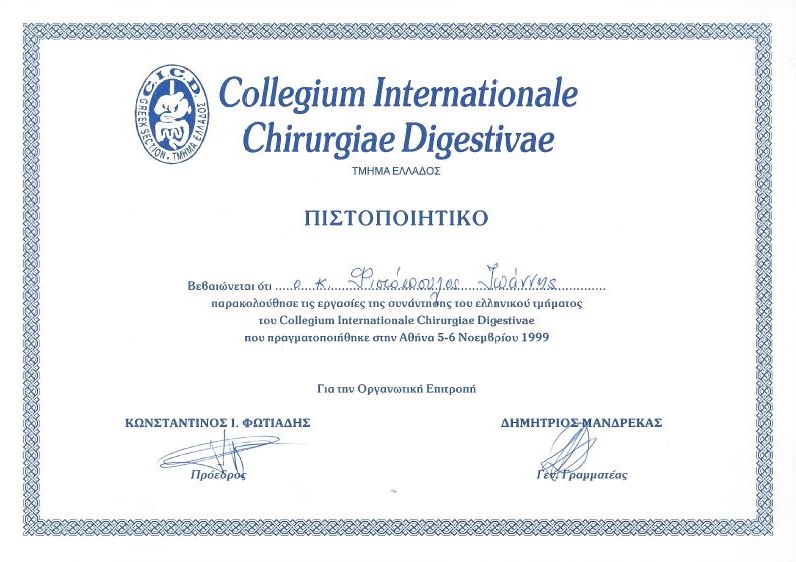 C.I.C.D.
GREEK SECTION • ΤΜΗΜΑ ΕΛΛΑΔΟΣ
Collegium Internationale
Chirurgiae Digestivae
ΤΜΗΜΑ ΕΛΛΑΔΟΣ
ΠΙΣΤΟΠΟΙΗΤΙΚΟ
Βεβαιώνεται ότι ..... ο κ. Ιωάννης
παρακολούθησε τις εργασίες της συνάντησης του ελληνικού τμήματος
του Collegium Internationale Chirurgiae Digestivae
που πραγματοποιήθηκε στην Αθήνα 5-6 Νοεμβρίου 1999
Για την Οργανωτική Επιτροπή
ΚΩΝΣΤΑΝΤΙΝΟΣ Ι. ΦΩΤΙΑΔΗΣ
Πρόεδρος
ΔΗΜΗΤΡΙΟΣ ΜΑΝΔΡΕΚΑΣ
Γεν. Γραμματέας